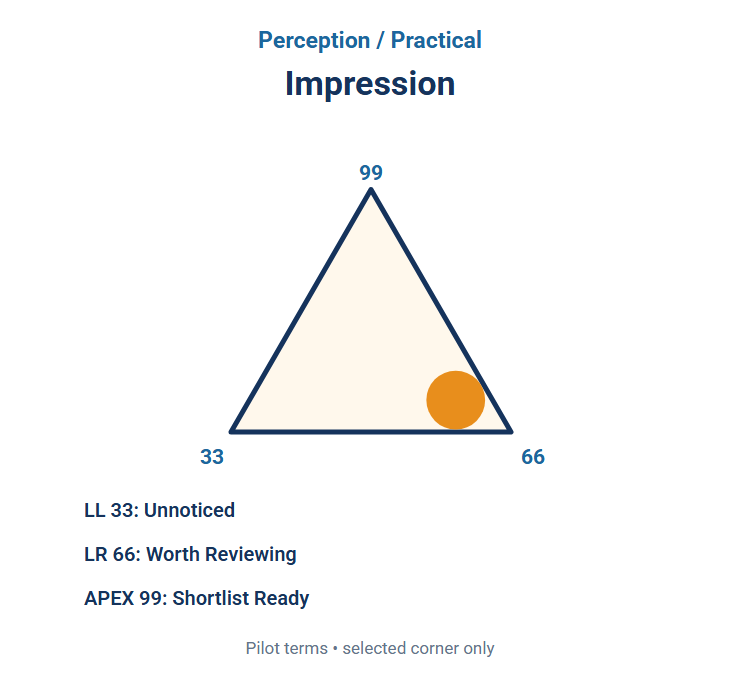 Perception / Practical
Impression
99
33
66
LL 33: Unnoticed
LR 66: Worth Reviewing
APEX 99: Shortlist Ready
Pilot terms • selected corner only